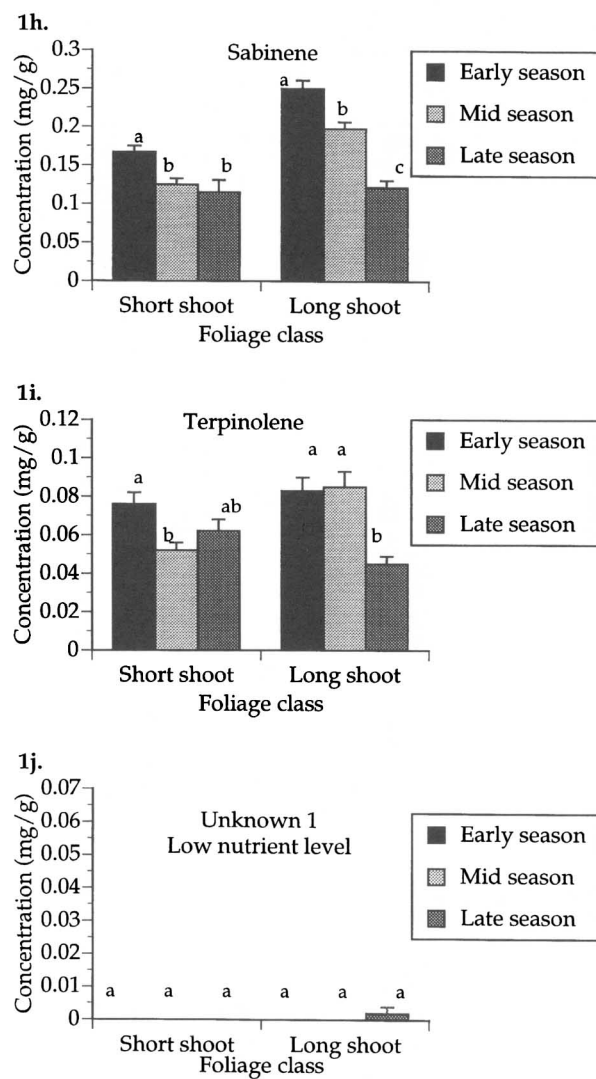 1h.
Sabinene
Concentration (mg/g)
0.3
0.25
0.2
0.15
0.1
0.05
0
a
b
b
a
b
c
Short shoot
Long shoot
Foliage class
Early season
Mid season
Late season
1i.
Terpinolene
Concentration (mg/g)
0.12
0.1
0.08
0.06
0.04
0.02
0
a
b
ab
a
a
b
Short shoot
Long shoot
Foliage class
Early season
Mid season
Late season
1j.
Unknown 1
Low nutrient level
Concentration (mg/g)
0.07
0.06
0.05
0.04
0.03
0.02
0.01
0
a
a
a
a
a
a
Short shoot
Long shoot
Foliage class
Early season
Mid season
Late season